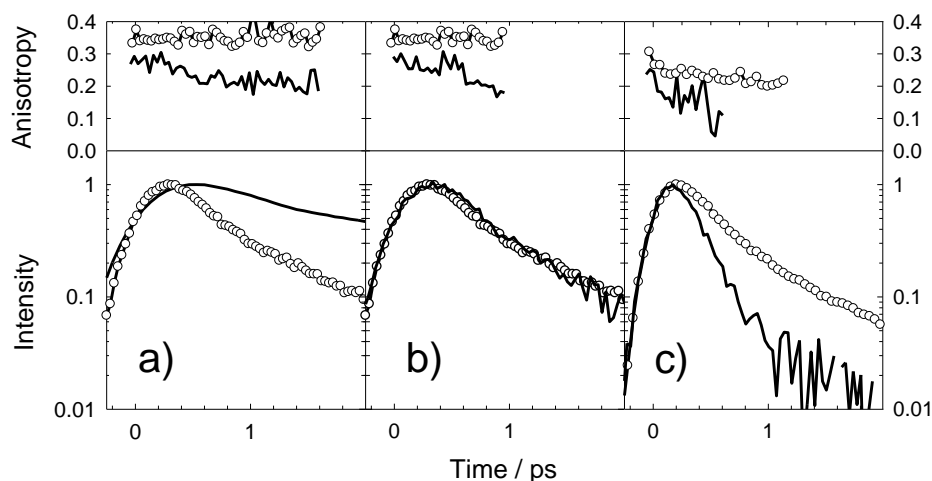 Anisotropy
0.4 0.4
0.3 0.3
0.2 0.2
0.1 0.1
0.0 0.0
Intensity
1 1
0.1 0.1
0.01 0.01
a) b) c)
0 1 0 1 0 1
Time / ps